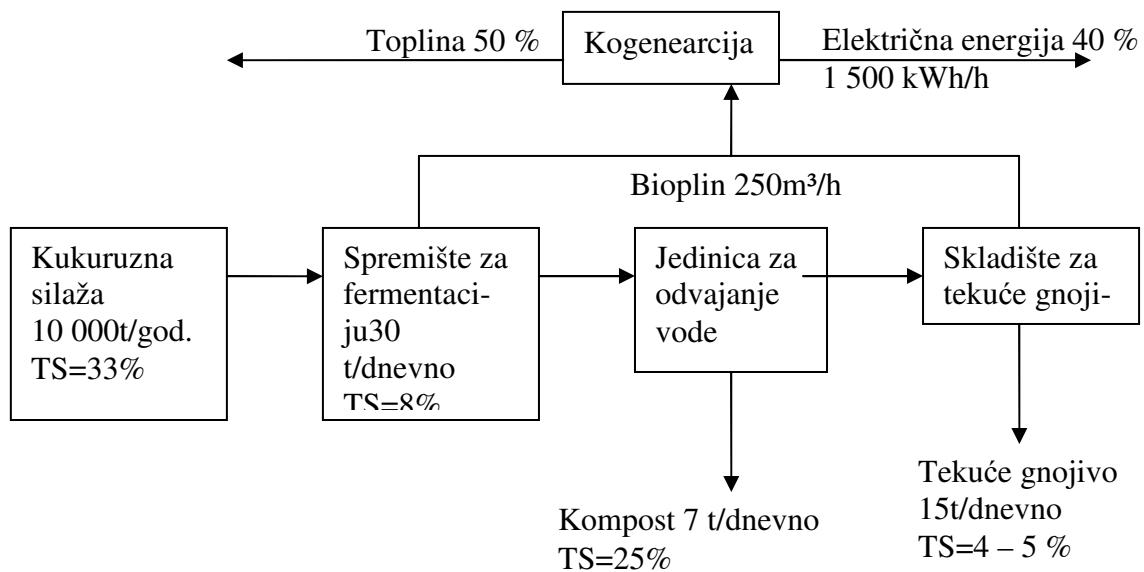 Toplina 50 %
Kogenearcija
Električna energija 40 %
1 500 kWh/h
Bioplin 250m³/h
Kukuruzna
silaža
10 000t/god.
TS=33%
Spremište za
fermentaci-
ju30
t/dnevno
TS=8%
Jedinica za
odvajanje
vode
Skladište za
tekuće gnoji-
Kompost 7 t/dnevno
TS=25%
Tekuće gnojivo
15t/dnevno
TS=4 – 5 %